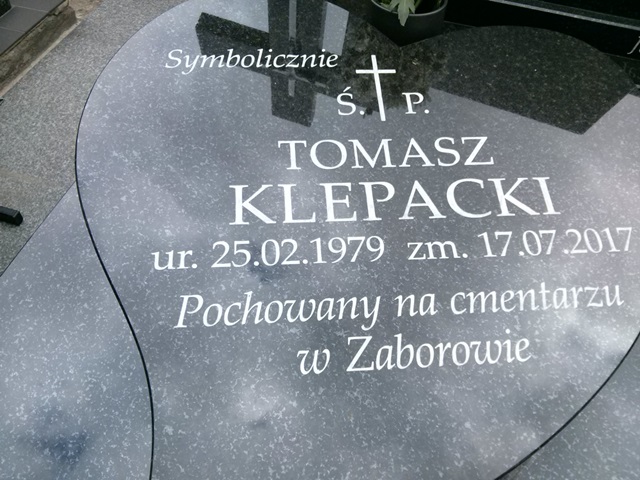 Symbolicznie
Ś. P.
TOMASZ
KLEPACKI
ur. 25.02.1979 zm. 17.07.2017
Pochowany na cmentarzu
w Zaborowie